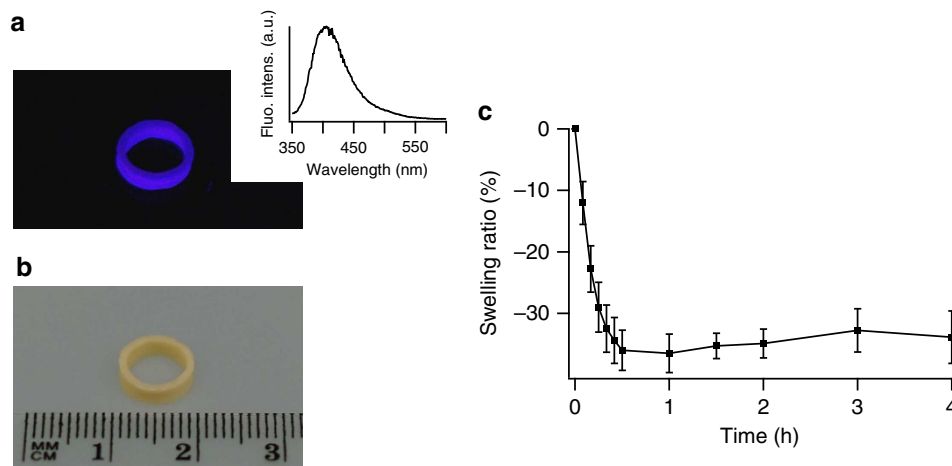 a
Fluo. intens. (a.u.)
350 450 550
Wavelength (nm)
b
MM
CM 1 2 3
c
Swelling ratio (%)
0
−10
−20
−30
0 1 2 3 4
Time (h)